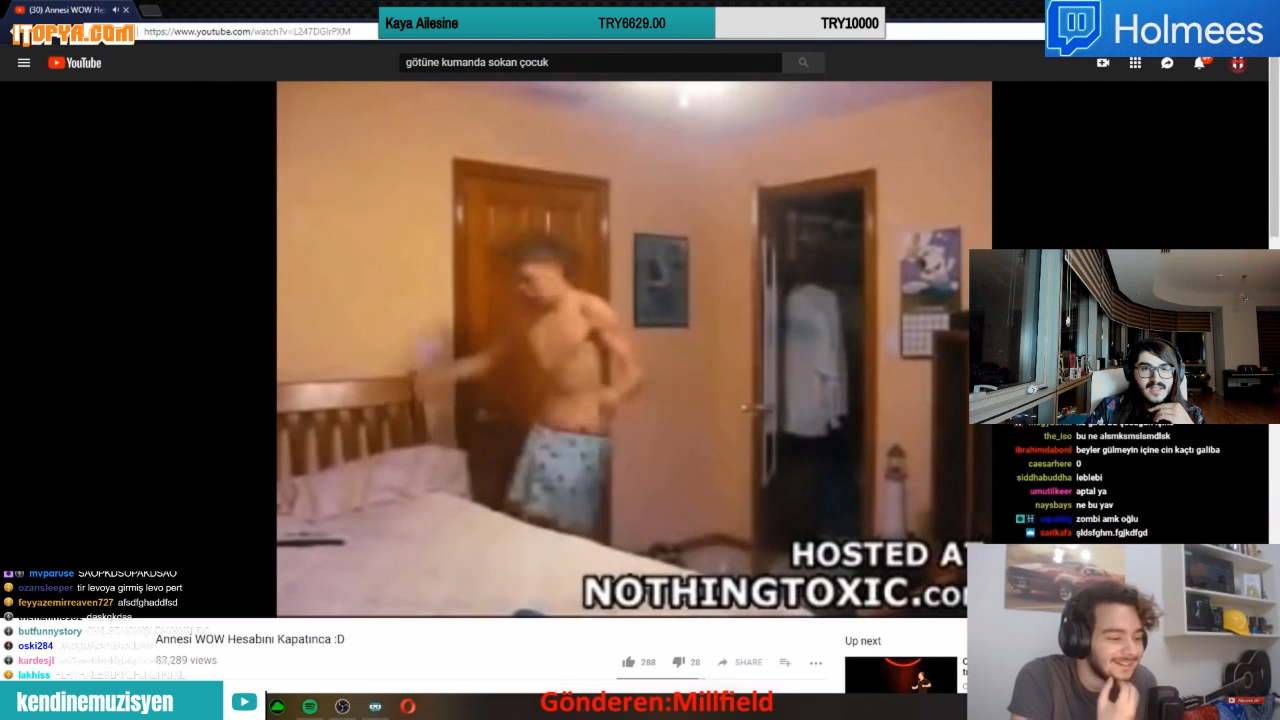 (30) Annesi WOW He
iTOPYA.COM
https://www.youtube.com/watch?v=L247DGlrPXM
Kaya Ailesine TRY6629.00 TRY10000
Holmees
YouTube
götüne kumanda sokan çocuk
HOSTED AT
NOTHINGTOXIC.co
the_iso bu ne alsmksmslsmdlsk
ibrahimdabord beyler gülmeyin içine cin kaçtı galiba
caesarhere 0
siddhabuddha leblebi
umutilkeer aptal ya
naysbays ne bu yav
zombi amk oğlu
sarikafa şldsfghm.fgjkdfgd
mvpdruse SAOPKDSOPAKDSAO
ozansleeper tir levoya girmiş levo pert
feyyazemirreaven727 afsdfghaddfsd
butfunnystory
oski284
kardesjl
lakhiss
Annesi WOW Hesabını Kapatınca :D
83,289 views
288 28 SHARE
Up next
kendinemuzisyen
Gönderen:Millfield